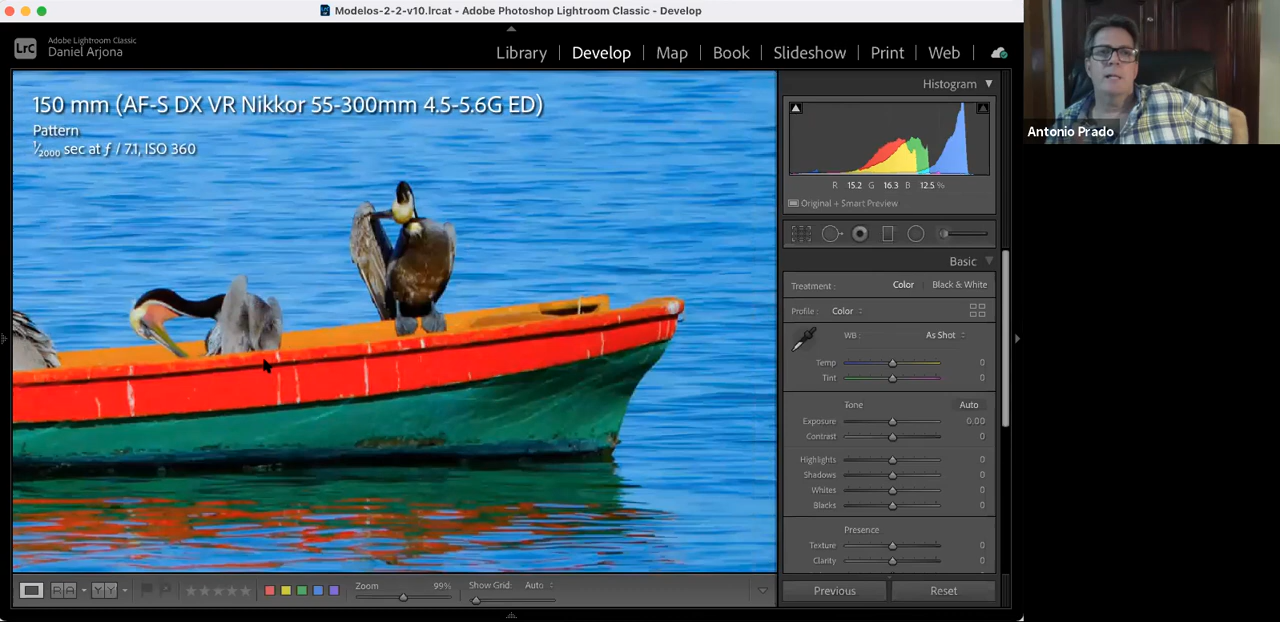 Modelos-2-2-v10.lrcat - Adobe Photoshop Lightroom Classic - Develop
LrC
Adobe Lightroom Classic
Daniel Arjona
Library | Develop | Map | Book | Slideshow | Print | Web
150 mm (AF-S DX VR Nikkor 55-300mm 4.5-5.6G ED)
Pattern
1/2000 sec at ƒ / 7.1, ISO 360
Histogram
R 15.2 G 16.3 B 12.5 %
Original + Smart Preview
Basic
Treatment : Color Black & White
Profile : Color
WB : As Shot
Temp 0
Tint 0
Tone Auto
Exposure 0.00
Contrast 0
Highlights 0
Shadows 0
Whites 0
Blacks 0
Presence
Texture 0
Clarity 0
Previous Reset
R A Y Y Zoom 99% Show Grid: Auto
Antonio Prado